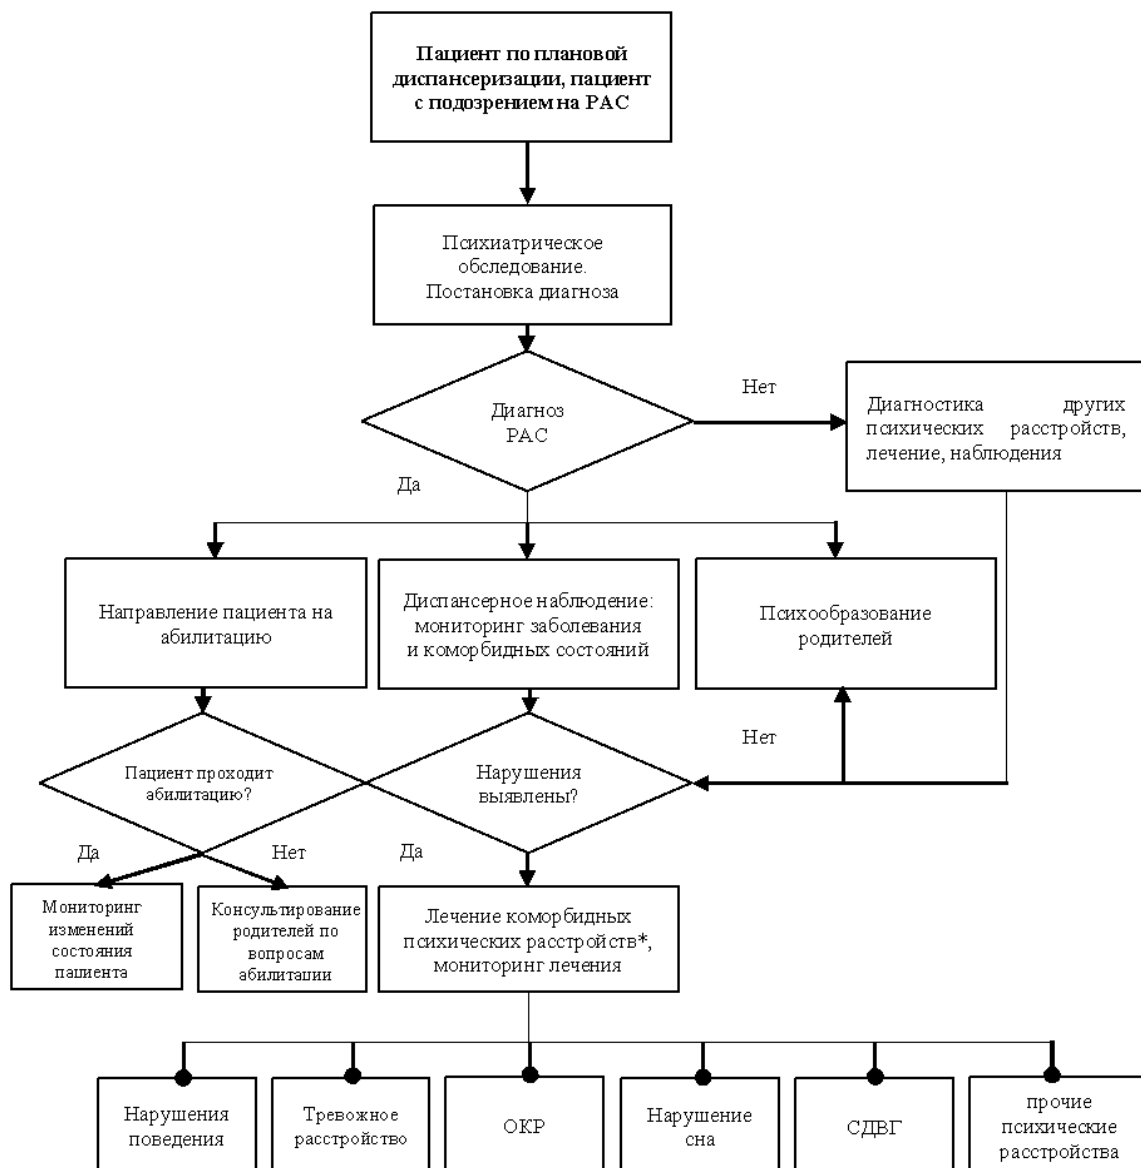 Пациент по плановой
диспансеризации, пациент
с подозрением на РАС
Психиатрическое
обследование.
Постановка диагноза
Диагноз
РАС
Нет
Диагностика других
психических расстройств,
лечение, наблюдения
Да
Направление пациента на
абилитацию
Диспансерное наблюдение:
мониторинг заболевания
и коморбидных состояний
Психообразование
родителей
Пациент проходит
абилитацию?
Нарушения
выявлены?
Нет
Да
Нет
Да
Мониторинг
изменений
состояния
пациента
Консультирование
родителей по
вопросам
абилитации
Лечение коморбидных
психических расстройств*,
мониторинг лечения
Нарушения
поведения
Тревожное
расстройство
ОКР
Нарушение
сна
СДВГ
прочие
психические
расстройства